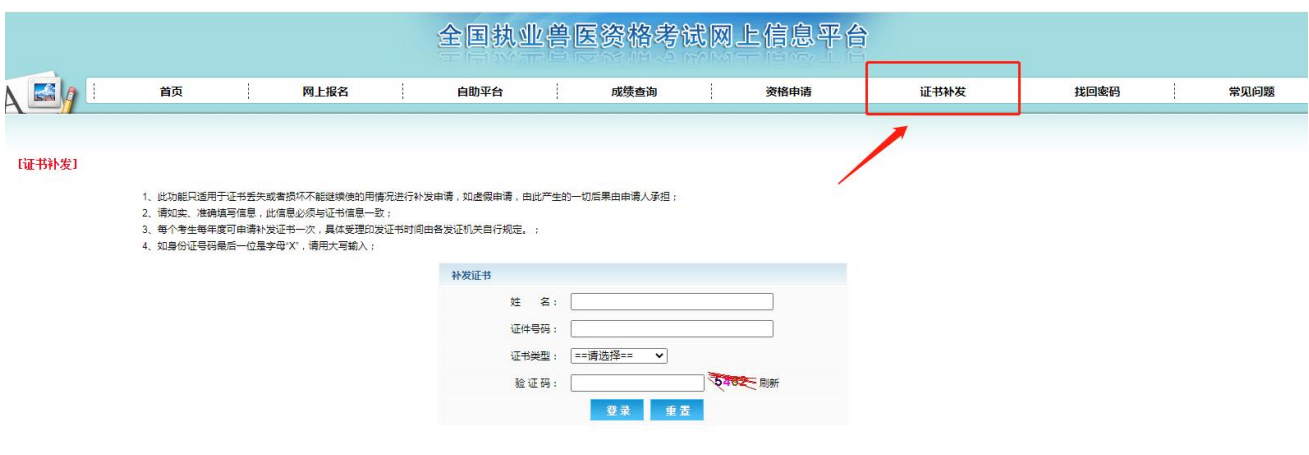 全国执业兽医资格考试网上信息平台
首页 网上报名 自助平台 成绩查询 资格申请 证书补发 找回密码 常见问题
[证书补发]
1、此功能只适用于证书丢失或者损坏不能继续使的用情况进行补发申请,如虚假申请,由此产生的一切后果由申请人承担;
2、请如实、准确填写信息,此信息必须与证书信息一致;
3、每个考生每年度可申请补发证书一次,具体受理印发证书时间由各发证机关自行规定。;
4、如身份证号码最后一位是字母"X",请用大写输入;
补发证书
姓 名:
证件号码:
证书类型: ==请选择==
验 证 码: 5462 刷新
登 录 重 置